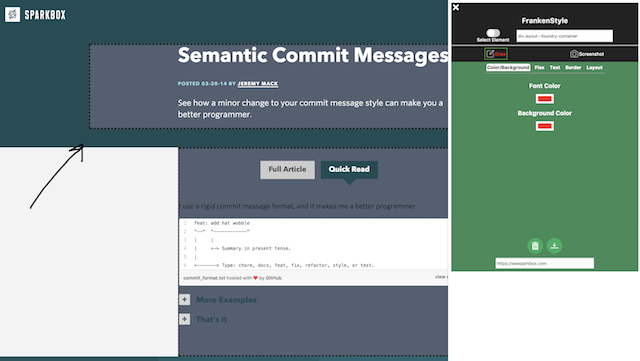 SPARKBOX
Semantic Commit Messages
POSTED 03-20-14 BY JEREMY MACK
See how a minor change to your commit message style can make you a
better programmer.
Full Article
Quick Read
I use a rigid commit message format, and it makes me a better programmer
1 feat: add hat wobble
2 ^--^ ^------------^
3 | |
4 | +-> Summary in present tense.
5 |
6 +-------> Type: chore, docs, feat, fix, refactor, style, or test.
commit_format.txt hosted with ❤ by GitHub
view
+ More Examples
+ That's It
FrankenStyle
Select Element
div.layout--foundry-container
Draw
Screenshot
Color/Background Flex Text Border Layout
Font Color
Background Color
https://seesparkbox.com